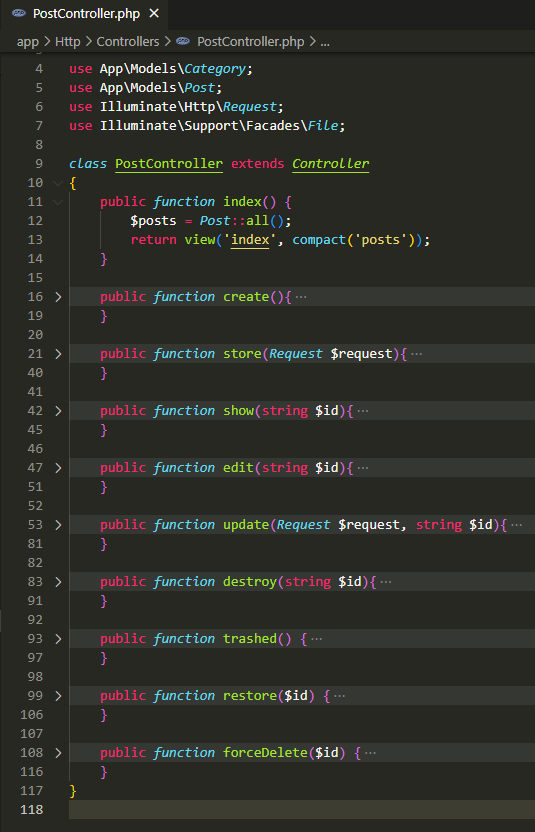 PostController.php ×
app > Http > Controllers > PostController.php > ...
4 use App\Models\Category;
5 use App\Models\Post;
6 use Illuminate\Http\Request;
7 use Illuminate\Support\Facades\File;
8
9 class PostController extends Controller
10 {
11 public function index() {
12 $posts = Post::all();
13 return view('index', compact('posts'));
14 }
15
16 > public function create(){ ...
19 }
20
21 > public function store(Request $request){ ...
40 }
41
42 > public function show(string $id){ ...
45 }
46
47 > public function edit(string $id){ ...
51 }
52
53 > public function update(Request $request, string $id){ ...
81 }
82
83 > public function destroy(string $id){ ...
91 }
92
93 > public function trashed() { ...
97 }
98
99 > public function restore($id) { ...
106 }
107
108 > public function forceDelete($id) { ...
116 }
117 }
118